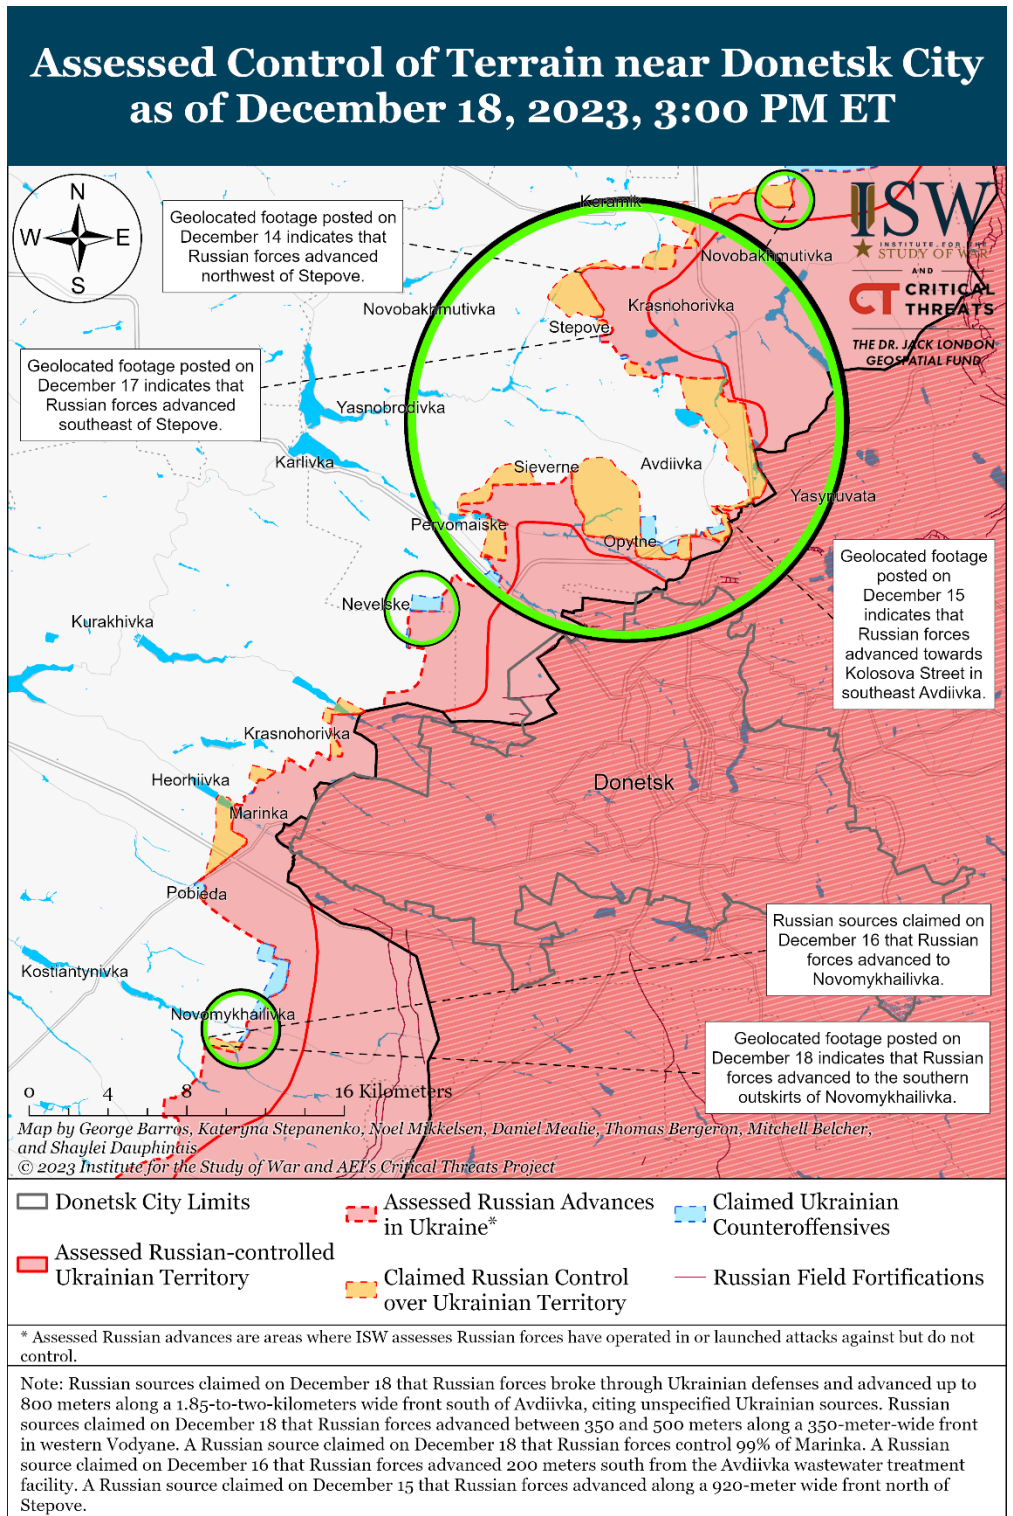 Assessed Control of Terrain near Donetsk City
as of December 18, 2023, 3:00 PM ET
N
W
E
S
Geolocated footage posted on
December 14 indicates that
Russian forces advanced
northwest of Stepove.
Keramik
ISW
INSTITUTE FOR THE
STUDY OF WAR
AND
CT CRITICAL
THREATS
THE DR. JACK LONDON
GEOSPATIAL FUND
Novobakhmutivka
Krasnohorivka
Novobakhmutivka
Stepove
Geolocated footage posted on
December 17 indicates that
Russian forces advanced
southeast of Stepove.
Yasnobrodivka
Karlivka
Sieverne
Avdiivka
Yasynuvata
Pervomaiske
Opytne
Geolocated footage
posted on
December 15
indicates that
Russian forces
advanced towards
Kolosova Street in
southeast Avdiivka.
Nevelske
Kurakhivka
Krasnohorivka
Heorhiivka
Donetsk
Marinka
Pobieda
Russian sources claimed on
December 16 that Russian
forces advanced to
Novomykhailivka.
Kostiantynivka
Novomykhailivka
Geolocated footage posted on
December 18 indicates that Russian
forces advanced to the southern
outskirts of Novomykhailivka.
0 4 8 16 Kilometers
Map by George Barros, Kateryna Stepanenko, Noel Mikkelsen, Daniel Mealie, Thomas Bergeron, Mitchell Belcher,
and Shaylei Dauphinais
© 2023 Institute for the Study of War and AEI's Critical Threats Project
Donetsk City Limits
Assessed Russian-controlled
Ukrainian Territory
Assessed Russian Advances
in Ukraine*
Claimed Russian Control
over Ukrainian Territory
Claimed Ukrainian
Counteroffensives
Russian Field Fortifications
* Assessed Russian advances are areas where ISW assesses Russian forces have operated in or launched attacks against but do not
control.
Note: Russian sources claimed on December 18 that Russian forces broke through Ukrainian defenses and advanced up to
800 meters along a 1.85-to-two-kilometers wide front south of Avdiivka, citing unspecified Ukrainian sources. Russian
sources claimed on December 18 that Russian forces advanced between 350 and 500 meters along a 350-meter-wide front
in western Vodyane. A Russian source claimed on December 18 that Russian forces control 99% of Marinka. A Russian
source claimed on December 16 that Russian forces advanced 200 meters south from the Avdiivka wastewater treatment
facility. A Russian source claimed on December 15 that Russian forces advanced along a 920-meter wide front north of
Stepove.